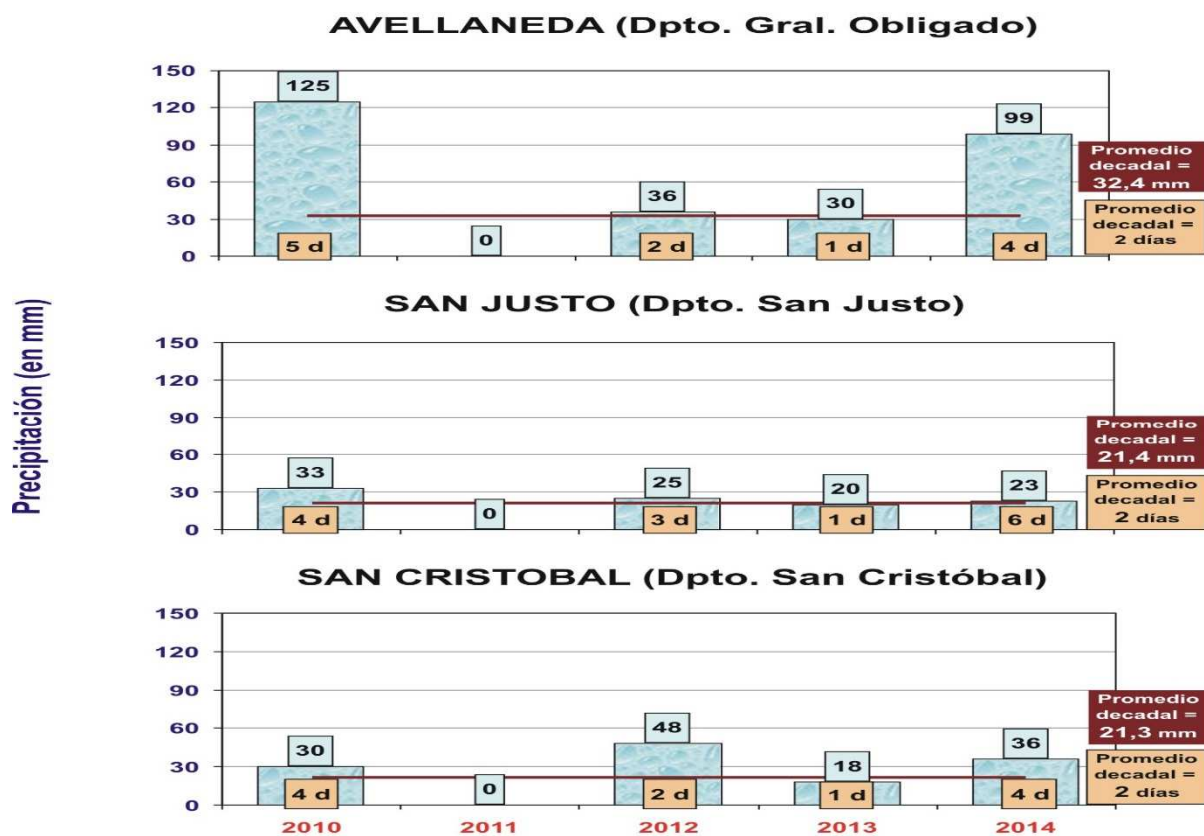 AVELLANEDA (Dpto. Gral. Obligado)
150
120
90
60
30
0
125
0
36
30
99
5 d
2 d
1 d
4 d
Promedio
decadal =
32,4 mm
Promedio
decadal =
2 días
Precipitación (en mm)
SAN JUSTO (Dpto. San Justo)
150
120
90
60
30
0
33
0
25
20
23
4 d
3 d
1 d
6 d
Promedio
decadal =
21,4 mm
Promedio
decadal =
2 días
SAN CRISTOBAL (Dpto. San Cristóbal)
150
120
90
60
30
0
30
0
48
18
36
4 d
2 d
1 d
4 d
Promedio
decadal =
21,3 mm
Promedio
decadal =
2 días
2010
2011
2012
2013
2014